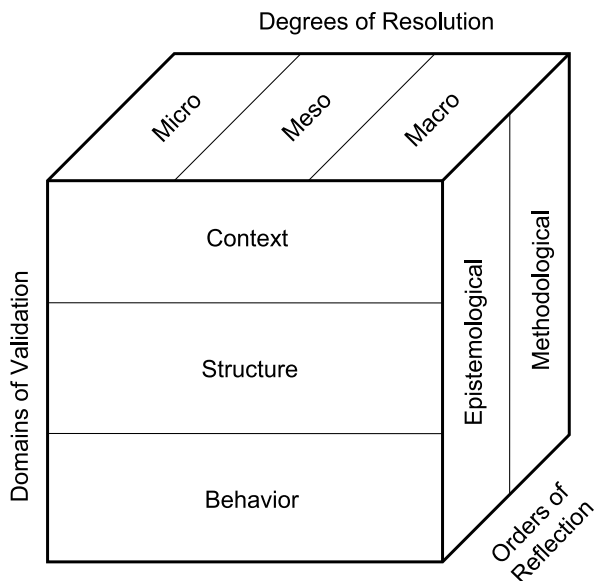 Degrees of Resolution
Micro
Meso
Macro
Domains of Validation
Context
Structure
Behavior
Epistemological
Methodological
Orders of
Reflection